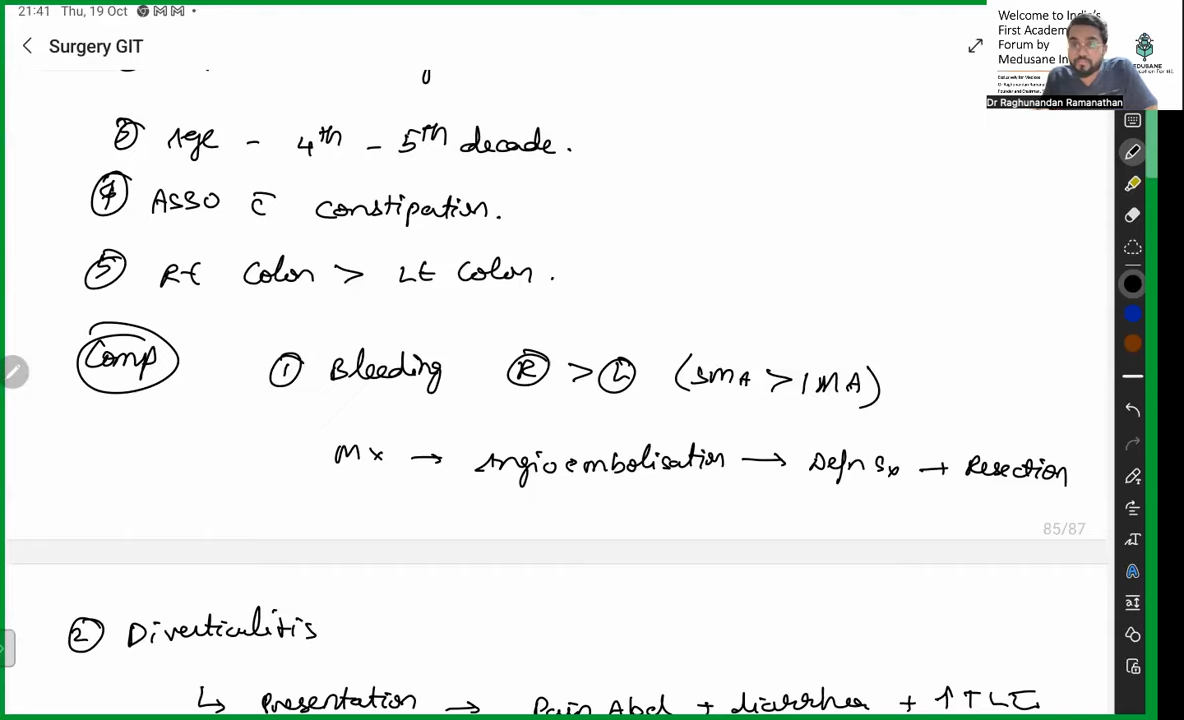 21:41 Thu, 19 Oct
Surgery GIT
Welcome to India's
First Academ
Forum by
Medusane In
MEDUSANE
Dr Raghunandan Ramanathan
③ Age - 4th - 5th decade.
④ Asso c̄ constipation.
⑤ Rt Colon > Lt Colon.
Comp ① Bleeding Ⓡ > Ⓛ (SMA > IMA)
Mx → Angioembolisation → Defn Sx → Resection
85/87
② Diverticulitis
↳ Presentation → Pain Abd + diarrhea + ↑TLC